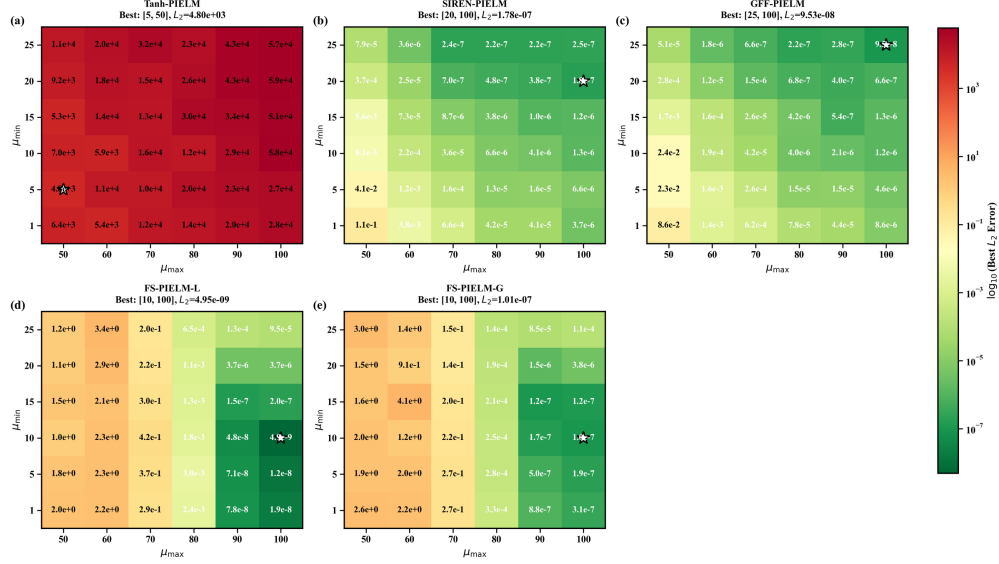 (a)
Tanh-PIELM
Best: [5, 50], L₂=4.80e+03
μmin
25 1.1e+4 2.0e+4 3.2e+4 2.3e+4 4.3e+4 5.7e+4
20 9.2e+3 1.8e+4 1.5e+4 2.6e+4 4.3e+4 5.9e+4
15 5.3e+3 1.4e+4 1.3e+4 3.0e+4 3.4e+4 5.1e+4
10 7.0e+3 5.9e+3 1.6e+4 1.2e+4 2.9e+4 5.8e+4
5 1.1e+4 1.0e+4 2.0e+4 2.3e+4 2.7e+4
1 6.4e+3 5.4e+3 1.2e+4 1.4e+4 2.0e+4 2.8e+4
50 60 70 80 90 100
μmax
(b)
SIREN-PIELM
Best: [20, 100], L₂=1.78e-07
μmin
25 7.9e-5 3.6e-6 2.4e-7 2.2e-7 2.2e-7 2.5e-7
20 3.7e-4 2.5e-5 7.0e-7 4.8e-7 3.8e-7
15 7.3e-5 8.7e-6 3.8e-6 1.0e-6 1.2e-6
10 2.2e-4 3.6e-5 6.6e-6 4.1e-6 1.3e-6
5 4.1e-2 1.2e-3 1.6e-4 1.3e-5 1.6e-5 6.6e-6
1 1.1e-1 6.6e-4 4.2e-5 4.1e-5 3.7e-6
50 60 70 80 90 100
μmax
(c)
GFF-PIELM
Best: [25, 100], L₂=9.53e-08
μmin
25 5.1e-5 1.8e-6 6.6e-7 2.2e-7 2.8e-7
20 2.8e-4 1.2e-5 1.5e-6 6.8e-7 4.0e-7 6.6e-7
15 1.7e-3 1.6e-4 2.6e-5 4.2e-6 5.4e-7 1.3e-6
10 2.4e-2 1.9e-4 4.2e-5 4.0e-6 2.1e-6 1.2e-6
5 2.3e-2 1.6e-3 2.6e-4 1.5e-5 1.5e-5 4.6e-6
1 8.6e-2 1.4e-3 6.2e-4 7.8e-5 4.4e-5 8.6e-6
50 60 70 80 90 100
μmax
(d)
FS-PIELM-L
Best: [10, 100], L₂=4.95e-09
μmin
25 1.2e+0 3.4e+0 2.0e-1 6.5e-4 1.3e-4 9.5e-5
20 1.1e+0 2.9e+0 2.2e-1 1.1e-3 3.7e-6 3.7e-6
15 1.5e+0 2.1e+0 3.0e-1 1.3e-3 1.5e-7 2.0e-7
10 1.0e+0 2.3e+0 4.2e-1 1.8e-3 4.8e-8
5 1.8e+0 2.3e+0 3.7e-1 7.1e-8 1.2e-8
1 2.0e+0 2.2e+0 2.9e-1 2.4e-3 7.8e-8 1.9e-8
50 60 70 80 90 100
μmax
(e)
FS-PIELM-G
Best: [10, 100], L₂=1.01e-07
μmin
25 3.0e+0 1.4e+0 1.5e-1 1.4e-4 8.5e-5 1.1e-4
20 1.5e+0 9.1e-1 1.4e-1 1.9e-4 1.5e-6 3.8e-6
15 1.6e+0 4.1e+0 2.0e-1 2.1e-4 1.2e-7 1.2e-7
10 2.0e+0 1.2e+0 2.2e-1 2.5e-4 1.7e-7
5 1.9e+0 2.0e+0 2.7e-1 2.8e-4 5.0e-7 1.9e-7
1 2.6e+0 2.2e+0 2.7e-1 3.3e-4 8.8e-7 3.1e-7
50 60 70 80 90 100
μmax
10³
10¹
10⁻¹
10⁻³
10⁻⁵
10⁻⁷
log₁₀(Best L₂ Error)